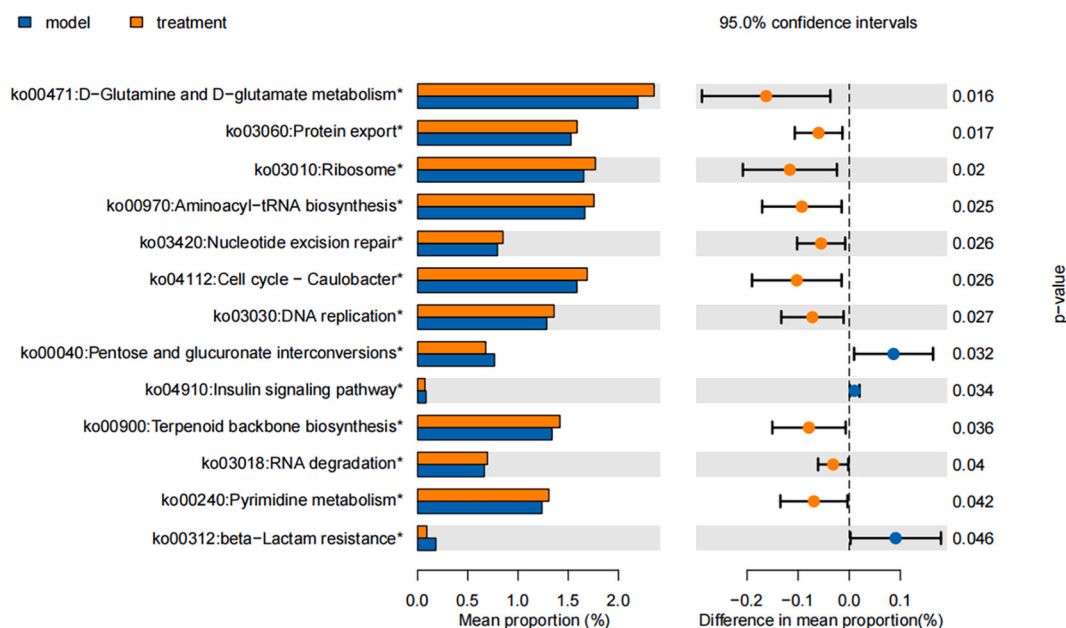 model treatment 95.0% confidence intervals
ko00471:D−Glutamine and D−glutamate metabolism* 0.016
ko03060:Protein export* 0.017
ko03010:Ribosome* 0.02
ko00970:Aminoacyl−tRNA biosynthesis* 0.025
ko03420:Nucleotide excision repair* 0.026
ko04112:Cell cycle − Caulobacter* 0.026
ko03030:DNA replication* 0.027
ko00040:Pentose and glucuronate interconversions* 0.032
ko04910:Insulin signaling pathway* 0.034
ko00900:Terpenoid backbone biosynthesis* 0.036
ko03018:RNA degradation* 0.04
ko00240:Pyrimidine metabolism* 0.042
ko00312:beta−Lactam resistance* 0.046
p−value
0.0 0.5 1.0 1.5 2.0 −0.2 −0.1 0.0 0.1
Mean proportion (%) Difference in mean proportion(%)